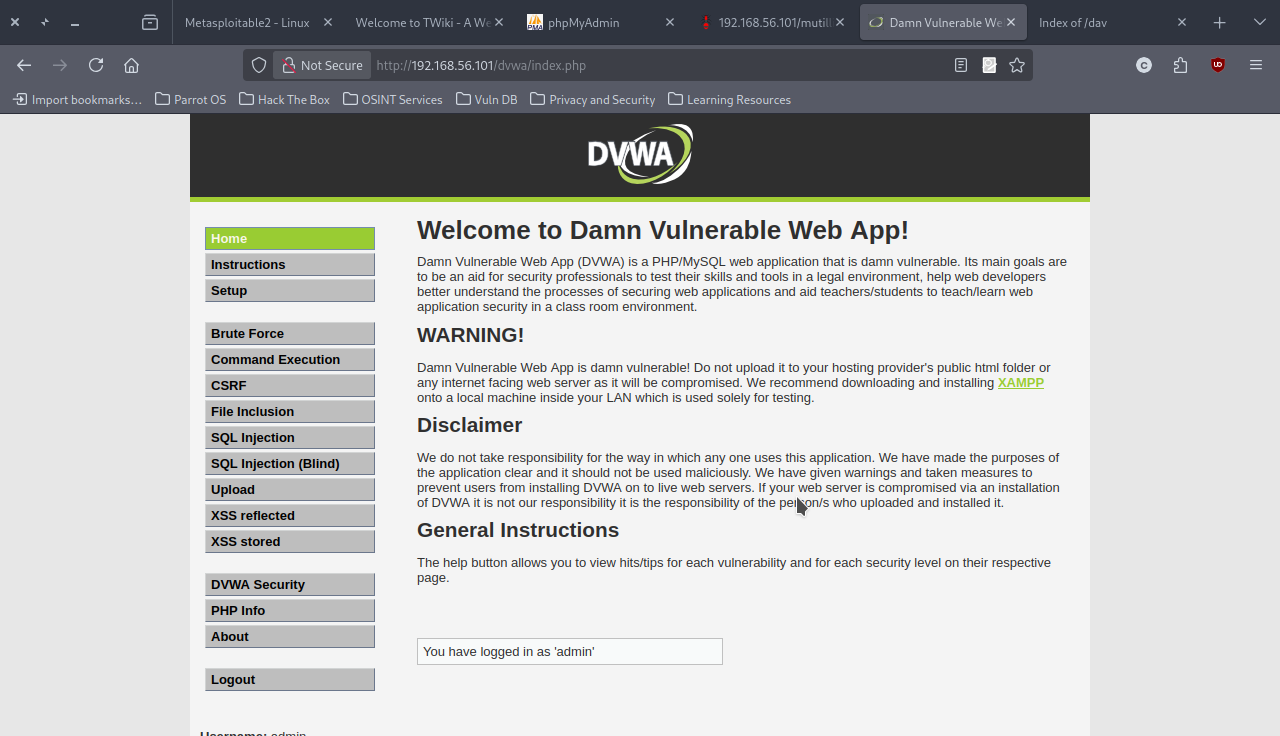 Metasploitable2 - Linux
Welcome to TWiki - A We
phpMyAdmin
192.168.56.101/mutill
Damn Vulnerable We
Index of /dav
Not Secure
http://192.168.56.101/dvwa/index.php
C
Import bookmarks...
Parrot OS
Hack The Box
OSINT Services
Vuln DB
Privacy and Security
Learning Resources
DVWA
Home
Instructions
Setup
Brute Force
Command Execution
CSRF
File Inclusion
SQL Injection
SQL Injection (Blind)
Upload
XSS reflected
XSS stored
DVWA Security
PHP Info
About
Logout
Username: admin
Welcome to Damn Vulnerable Web App!
Damn Vulnerable Web App (DVWA) is a PHP/MySQL web application that is damn vulnerable. Its main goals are
to be an aid for security professionals to test their skills and tools in a legal environment, help web developers
better understand the processes of securing web applications and aid teachers/students to teach/learn web
application security in a class room environment.
WARNING!
Damn Vulnerable Web App is damn vulnerable! Do not upload it to your hosting provider's public html folder or
any internet facing web server as it will be compromised. We recommend downloading and installing XAMPP
onto a local machine inside your LAN which is used solely for testing.
Disclaimer
We do not take responsibility for the way in which any one uses this application. We have made the purposes of
the application clear and it should not be used maliciously. We have given warnings and taken measures to
prevent users from installing DVWA on to live web servers. If your web server is compromised via an installation
of DVWA it is not our responsibility it is the responsibility of the person/s who uploaded and installed it.
General Instructions
The help button allows you to view hits/tips for each vulnerability and for each security level on their respective
page.
You have logged in as 'admin'